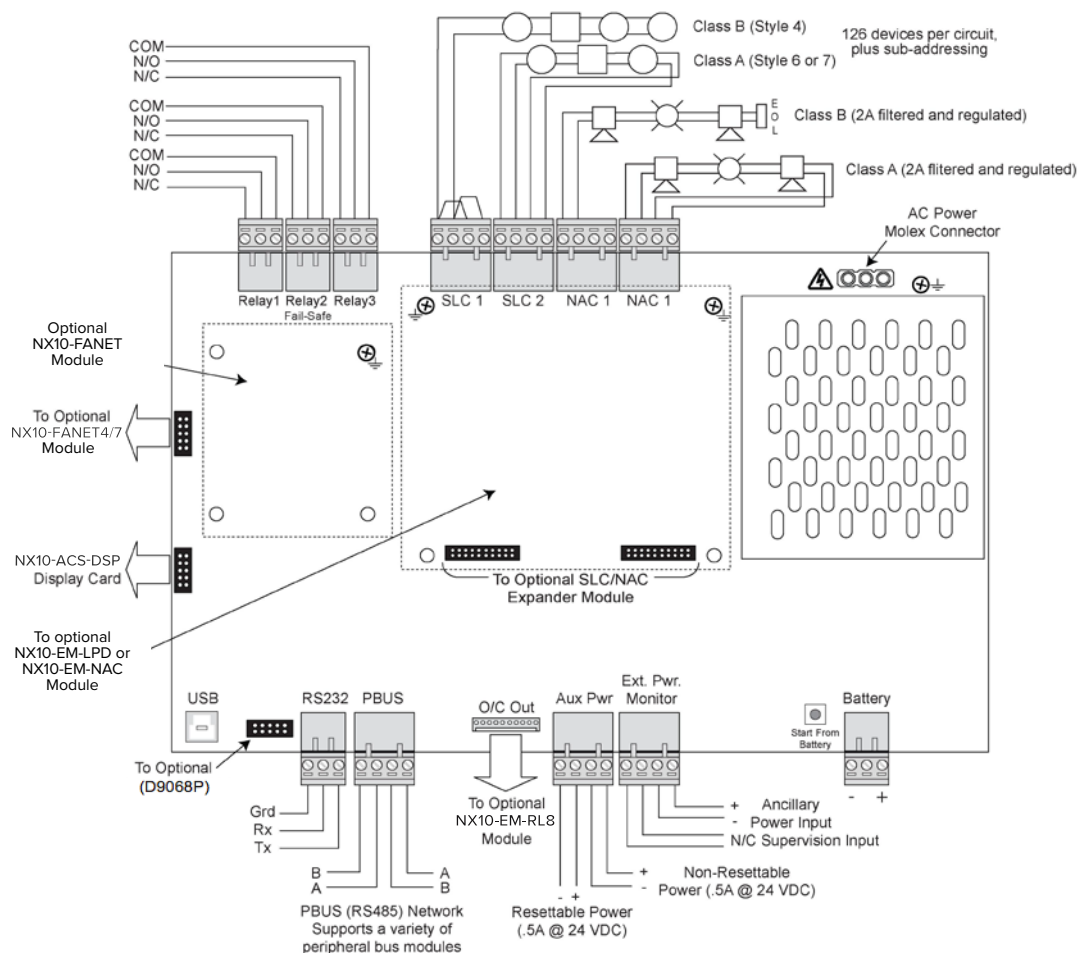 Class B (Style 4)
126 devices per circuit,
plus sub-addressing
Class A (Style 6 or 7)
COM
N/O
N/C
COM
N/O
N/C
COM
N/O
N/C
E
O
L
Class B (2A filtered and regulated)
Class A (2A flitered and regulated)
AC Power
Molex Connector
Relay1 Relay2 Relay3
Fail-Safe
SLC 1 SLC 2 NAC 1 NAC 1
Optional
NX10-FANET
Module
To Optional
NX10-FANET4/7
Module
NX10-ACS-DSP
Display Card
To Optional SLC/NAC
Expander Module
To optional
NX10-EM-LPD or
NX10-EM-NAC
Module
USB
RS232
PBUS
O/C Out
Aux Pwr
Ext. Pwr.
Monitor
Start From
Battery
Battery
- +
To Optional
(D9068P)
Grd
Rx
Tx
To Optional
NX10-EM-RL8
Module
+ Ancillary
- Power Input
N/C Supervision Input
B
A
A
B
PBUS (RS485) Network
Supports a variety of
peripheral bus modules
- +
Resettable Power
(.5A @ 24 VDC)
+ Non-Resettable
- Power (.5A @ 24 VDC)